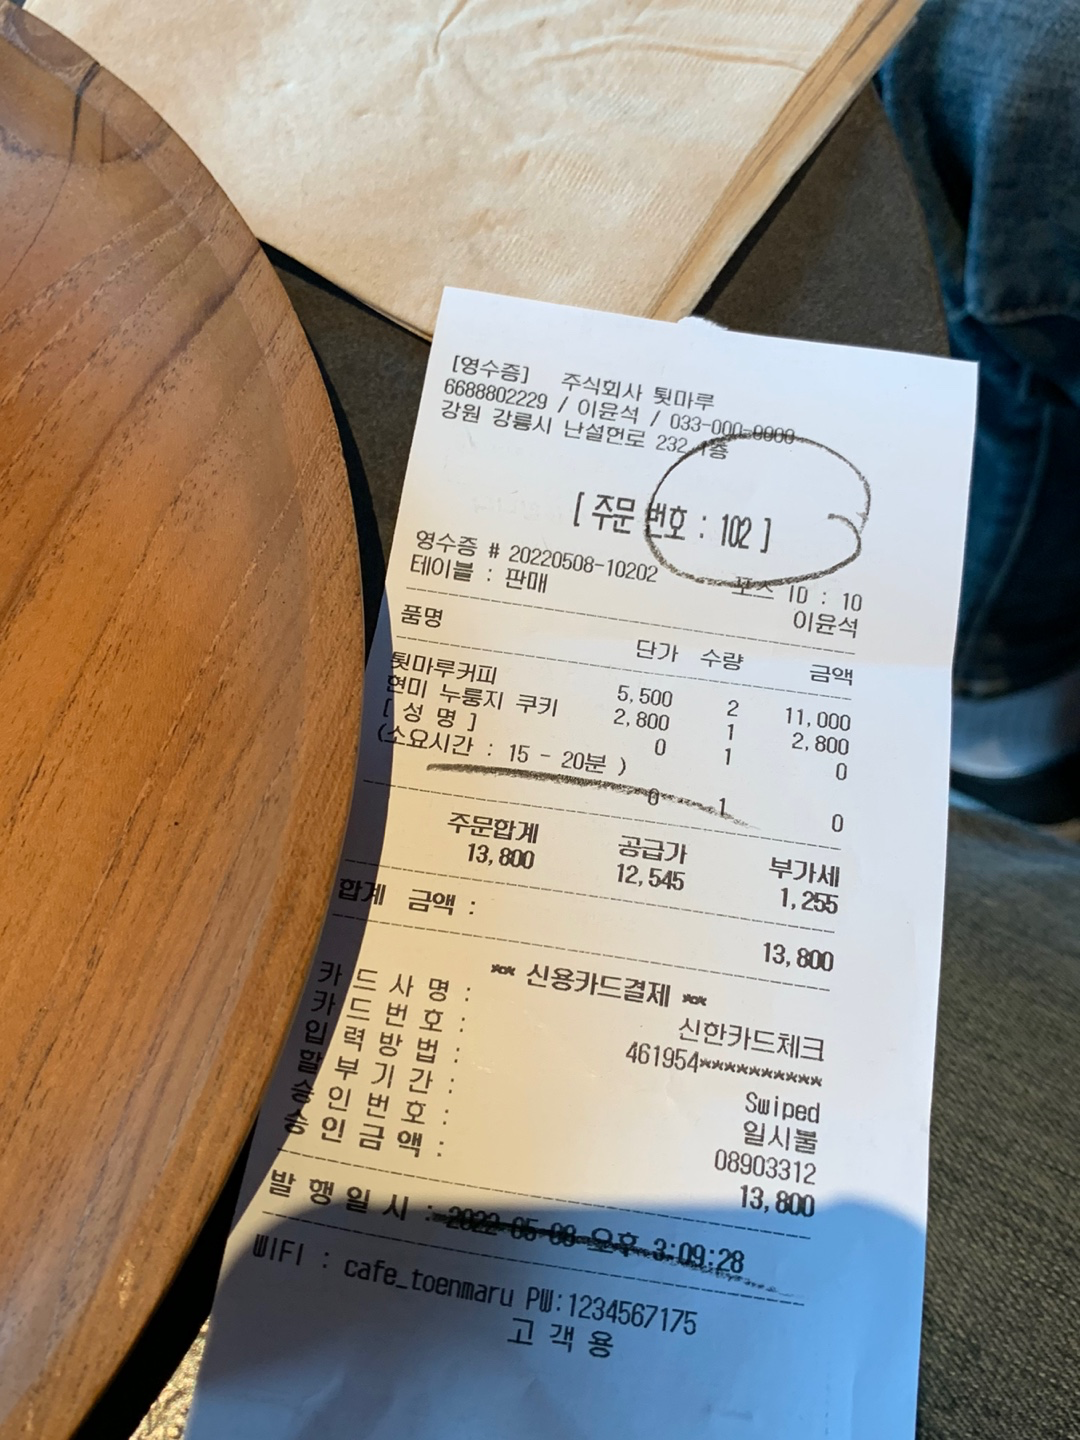 [영수증] 주식회사 툇마루
6688802229 / 이윤석 / 033-000-0000
강원 강릉시 난설헌로 232 1층
[ 주문 번호 : 102 ]
영수증 # 20220508-10202 포스 ID : 10
테이블 : 판매 이윤석
품명 단가 수량 금액
툇마루커피 5,500 2 11,000
현미 누룽지 쿠키 2,800 1 2,800
[ 성 명 ] 0 1 0
(소요시간 : 15 - 20분 )
0 1 0
주문합계 공급가 부가세
13,800 12,545 1,255
합계 금액 : 13,800
** 신용카드결제 **
카 드 사 명 : 신한카드체크
카 드 번 호 : 461954**********
입 력 방 법 : Swiped
할 부 기 간 : 일시불
승 인 번 호 : 08903312
승 인 금 액 : 13,800
발 행 일 시 : 2022-05-08 오후 3:09:28
WIFI : cafe_toenmaru PW:1234567175
고 객 용